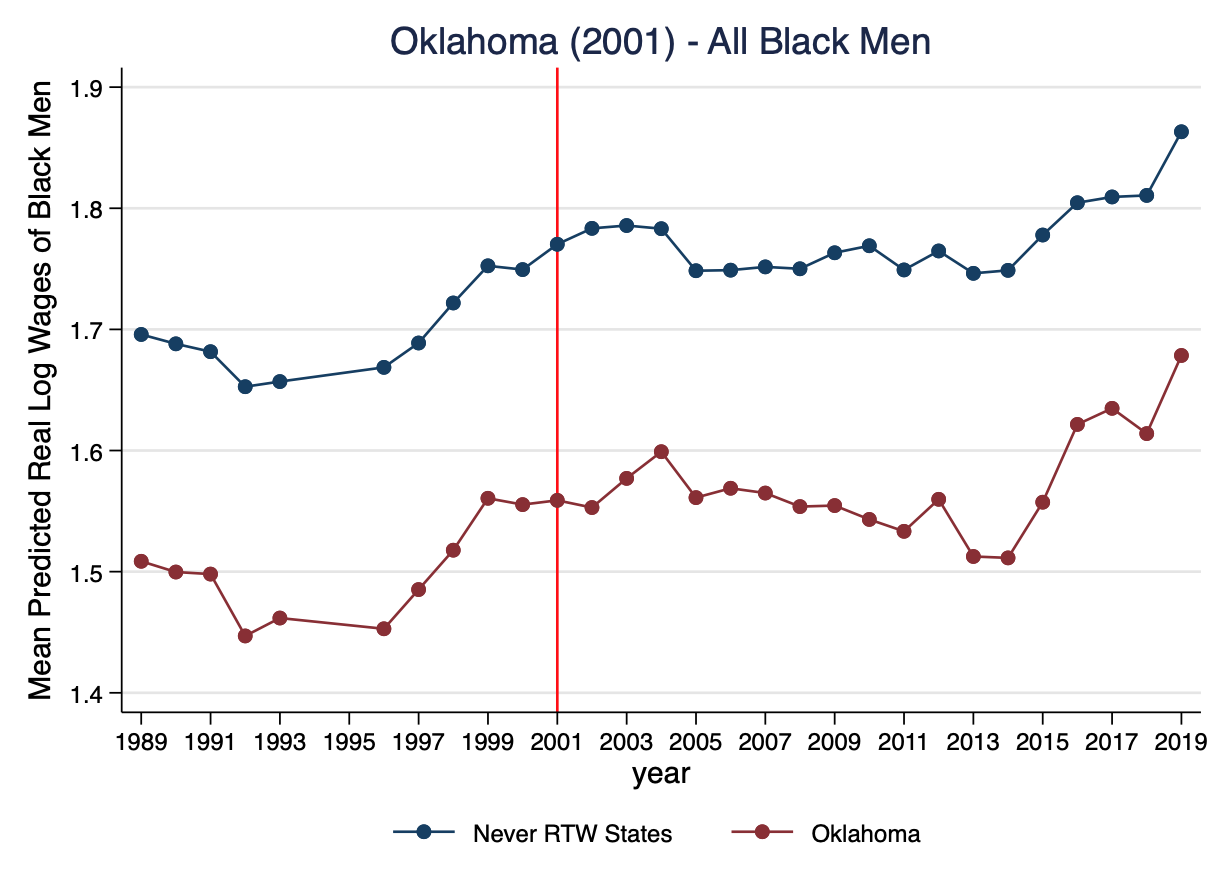 Oklahoma (2001) - All Black Men
Mean Predicted Real Log Wages of Black Men
1.9
1.8
1.7
1.6
1.5
1.4
1989 1991 1993 1995 1997 1999 2001 2003 2005 2007 2009 2011 2013 2015 2017 2019
year
Never RTW States Oklahoma